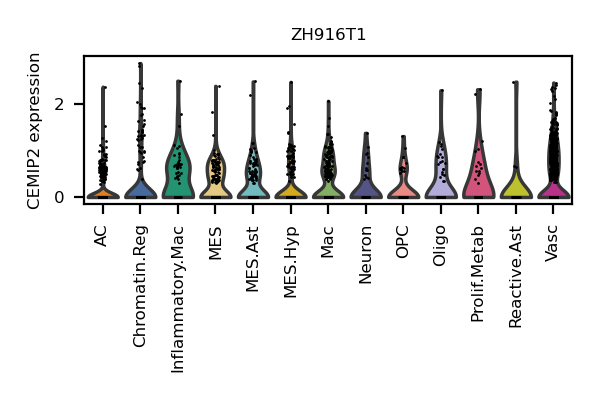 ZH916T1
CEMIP2 expression
2
0
AC
Chromatin.Reg
Inflammatory.Mac
MES
MES.Ast
MES.Hyp
Mac
Neuron
OPC
Oligo
Prolif.Metab
Reactive.Ast
Vasc